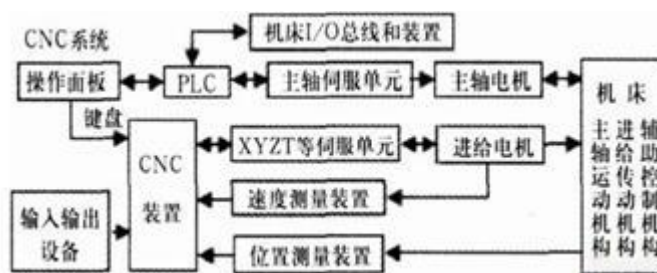 CNC系统
机床I/O总线和装置
操作面板
PLC
主轴伺服单元
主轴电机
键盘
CNC
装置
XYZT等伺服单元
进给电机
速度测量装置
输入输出
设备
位置测量装置
机床
主轴运动机构
进给传动机构
辅助控制机构